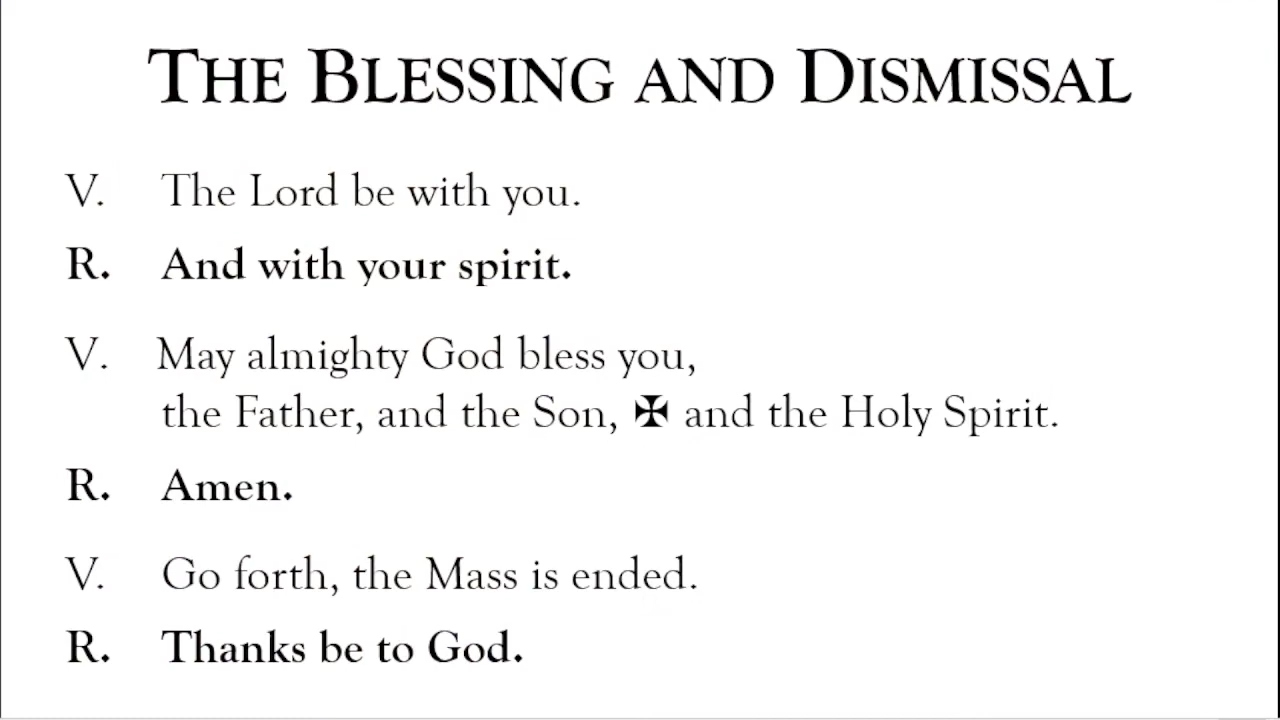 THE BLESSING AND DISMISSAL
V. The Lord be with you.
R. And with your spirit.
V. May almighty God bless you,
the Father, and the Son, ✠ and the Holy Spirit.
R. Amen.
V. Go forth, the Mass is ended.
R. Thanks be to God.